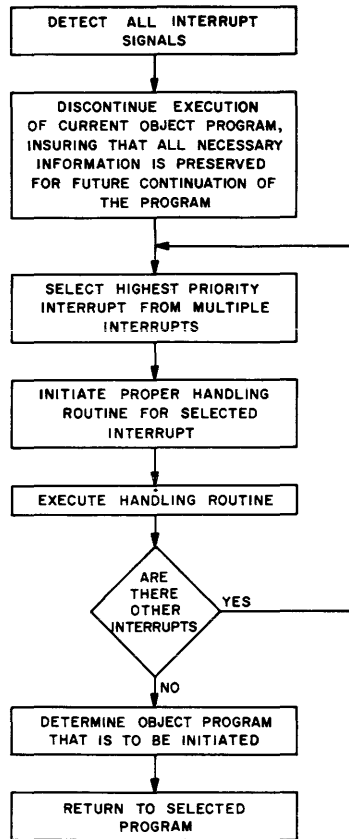 DETECT ALL INTERRUPT
SIGNALS
DISCONTINUE EXECUTION
OF CURRENT OBJECT PROGRAM,
INSURING THAT ALL NECESSARY
INFORMATION IS PRESERVED
FOR FUTURE CONTINUATION OF
THE PROGRAM
SELECT HIGHEST PRIORITY
INTERRUPT FROM MULTIPLE
INTERRUPTS
INITIATE PROPER HANDLING
ROUTINE FOR SELECTED
INTERRUPT
EXECUTE HANDLING ROUTINE
ARE
THERE
OTHER
INTERRUPTS
YES
NO
DETERMINE OBJECT PROGRAM
THAT IS TO BE INITIATED
RETURN TO SELECTED
PROGRAM